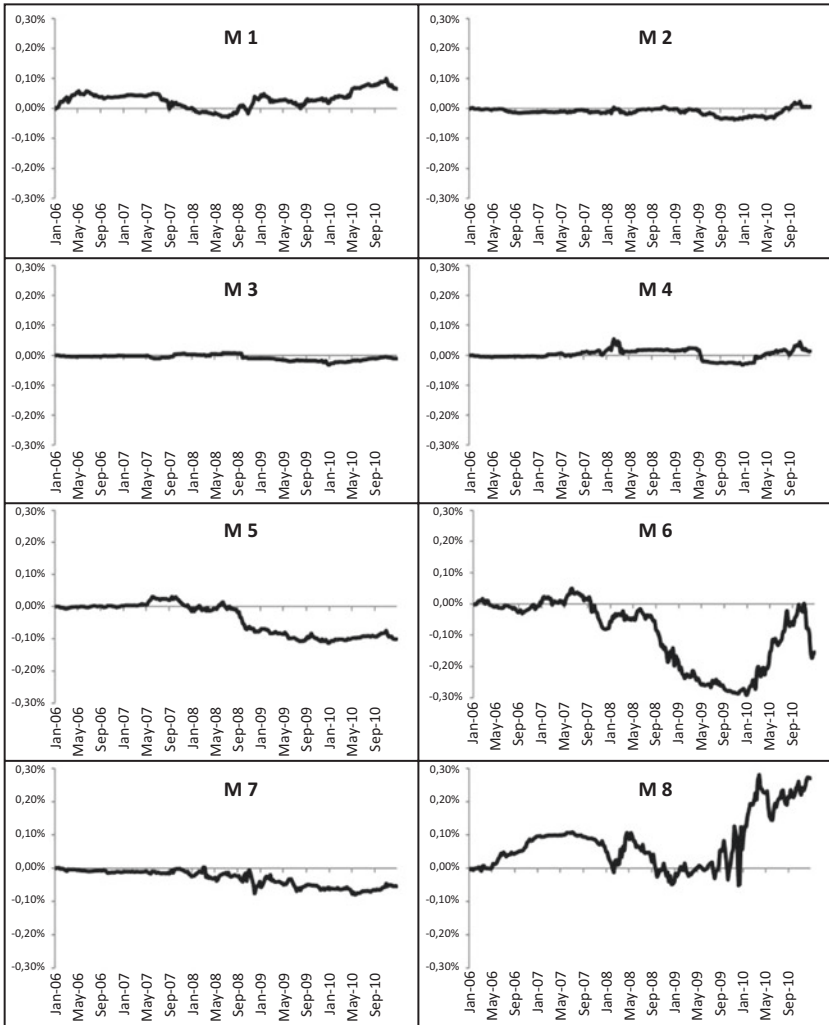 M 1
0,30%
0,20%
0,10%
0,00%
-0,10%
-0,20%
-0,30%
Jan-06
May-06
Sep-06
Jan-07
May-07
Sep-07
Jan-08
May-08
Sep-08
Jan-09
May-09
Sep-09
Jan-10
May-10
Sep-10
M 2
0,30%
0,20%
0,10%
0,00%
-0,10%
-0,20%
-0,30%
Jan-06
May-06
Sep-06
Jan-07
May-07
Sep-07
Jan-08
May-08
Sep-08
Jan-09
May-09
Sep-09
Jan-10
May-10
Sep-10
M 3
0,30%
0,20%
0,10%
0,00%
-0,10%
-0,20%
-0,30%
Jan-06
May-06
Sep-06
Jan-07
May-07
Sep-07
Jan-08
May-08
Sep-08
Jan-09
May-09
Sep-09
Jan-10
May-10
Sep-10
M 4
0,30%
0,20%
0,10%
0,00%
-0,10%
-0,20%
-0,30%
Jan-06
May-06
Sep-06
Jan-07
May-07
Sep-07
Jan-08
May-08
Sep-08
Jan-09
May-09
Sep-09
Jan-10
May-10
Sep-10
M 5
0,30%
0,20%
0,10%
0,00%
-0,10%
-0,20%
-0,30%
Jan-06
May-06
Sep-06
Jan-07
May-07
Sep-07
Jan-08
May-08
Sep-08
Jan-09
May-09
Sep-09
Jan-10
May-10
Sep-10
M 6
0,30%
0,20%
0,10%
0,00%
-0,10%
-0,20%
-0,30%
Jan-06
May-06
Sep-06
Jan-07
May-07
Sep-07
Jan-08
May-08
Sep-08
Jan-09
May-09
Sep-09
Jan-10
May-10
Sep-10
M 7
0,30%
0,20%
0,10%
0,00%
-0,10%
-0,20%
-0,30%
Jan-06
May-06
Sep-06
Jan-07
May-07
Sep-07
Jan-08
May-08
Sep-08
Jan-09
May-09
Sep-09
Jan-10
May-10
Sep-10
M 8
0,30%
0,20%
0,10%
0,00%
-0,10%
-0,20%
-0,30%
Jan-06
May-06
Sep-06
Jan-07
May-07
Sep-07
Jan-08
May-08
Sep-08
Jan-09
May-09
Sep-09
Jan-10
May-10
Sep-10